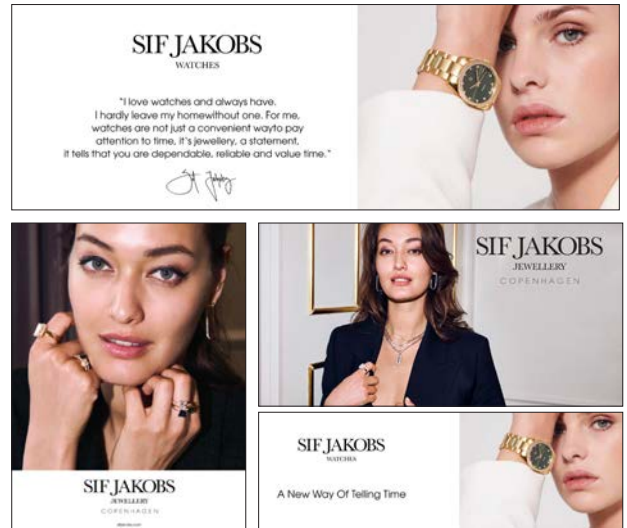 SIF JAKOBS
WATCHES
"I love watches and always have.
I hardly leave my homewithout one. For me,
watches are not just a convenient wayto pay
attention to time, it's jewellery, a statement,
it tells that you are dependable, reliable and value time."
SIF JAKOBS
JEWELLERY
COPENHAGEN
sifjakobs.com
SIF JAKOBS
JEWELLERY
COPENHAGEN
SIF JAKOBS
WATCHES
A New Way Of Telling Time